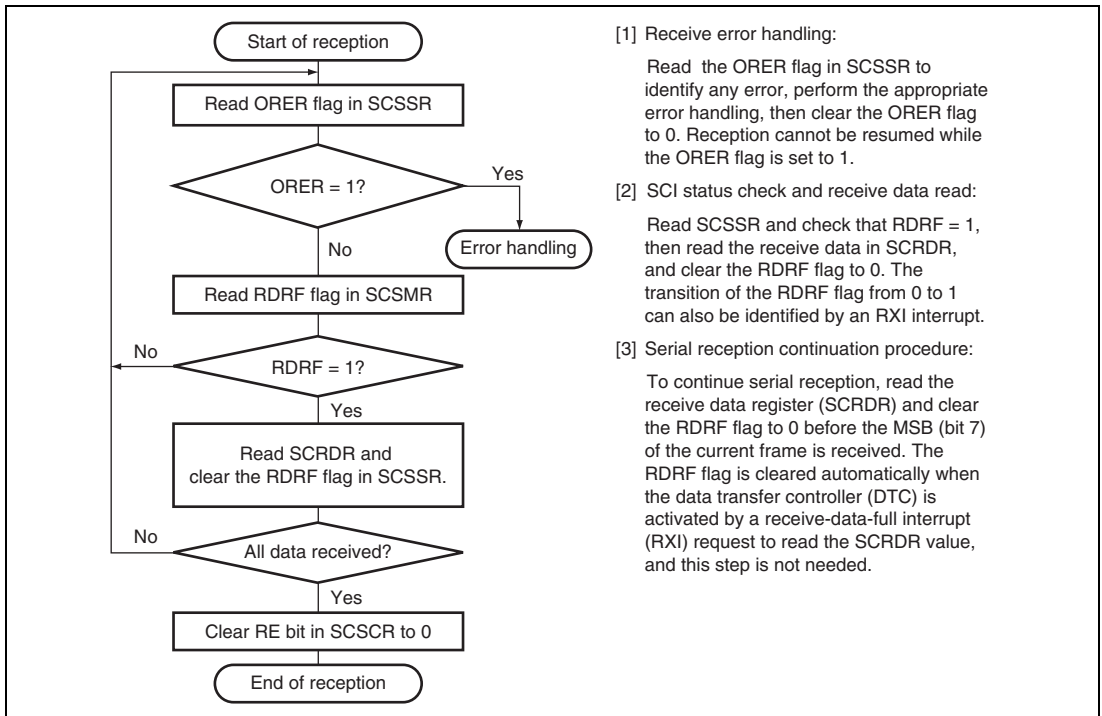 Start of reception
Read ORER flag in SCSSR
ORER = 1?
Yes
Error handling
No
Read RDRF flag in SCSMR
No
RDRF = 1?
Yes
Read SCRDR and
clear the RDRF flag in SCSSR.
No
All data received?
Yes
Clear RE bit in SCSCR to 0
End of reception
[1] Receive error handling:
Read the ORER flag in SCSSR to
identify any error, perform the appropriate
error handling, then clear the ORER flag
to 0. Reception cannot be resumed while
the ORER flag is set to 1.
[2] SCI status check and receive data read:
Read SCSSR and check that RDRF = 1,
then read the receive data in SCRDR,
and clear the RDRF flag to 0. The
transition of the RDRF flag from 0 to 1
can also be identified by an RXI interrupt.
[3] Serial reception continuation procedure:
To continue serial reception, read the
receive data register (SCRDR) and clear
the RDRF flag to 0 before the MSB (bit 7)
of the current frame is received. The
RDRF flag is cleared automatically when
the data transfer controller (DTC) is
activated by a receive-data-full interrupt
(RXI) request to read the SCRDR value,
and this step is not needed.